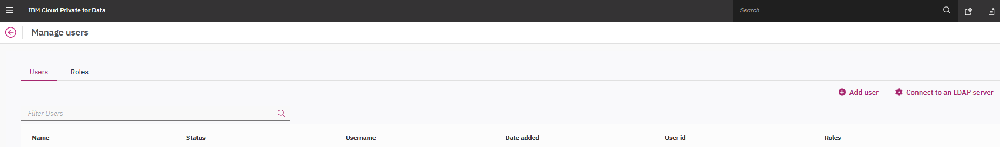 IBM Cloud Private for Data Search
Manage users
Users Roles
Add user Connect to an LDAP server
Filter Users
Name Status Username Date added User id Roles